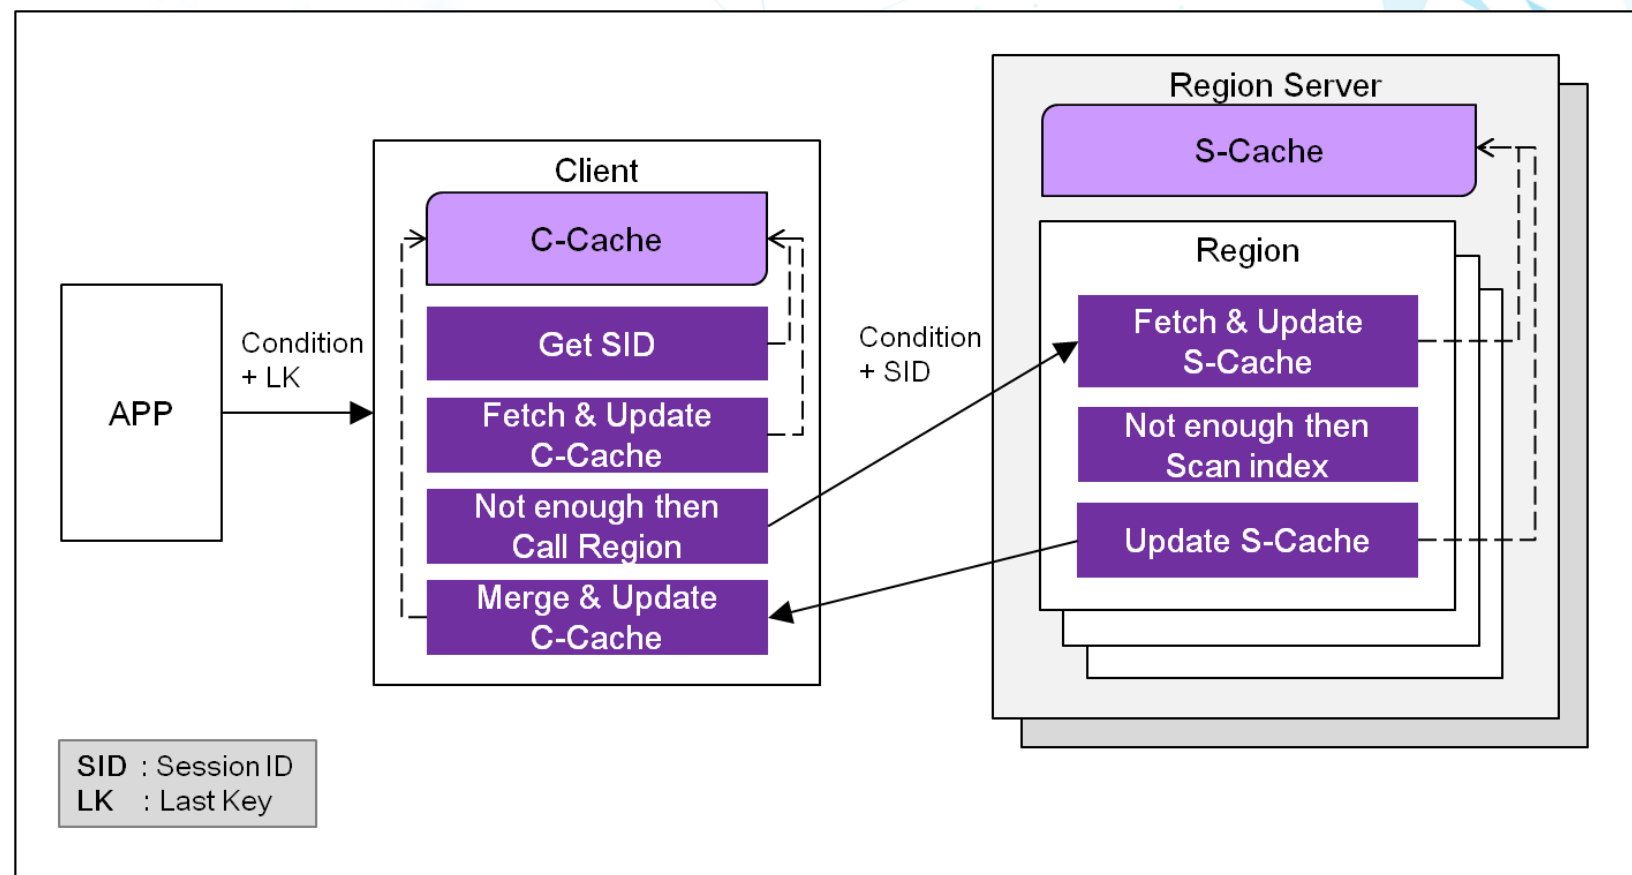 Region Server
S-Cache
Client
C-Cache
Region
Get SID
Fetch & Update
C-Cache
Not enough then
Call Region
Merge & Update
C-Cache
APP
Condition
+ LK
Condition
+ SID
Fetch & Update
S-Cache
Not enough then
Scan index
Update S-Cache
SID : Session ID
LK : Last Key